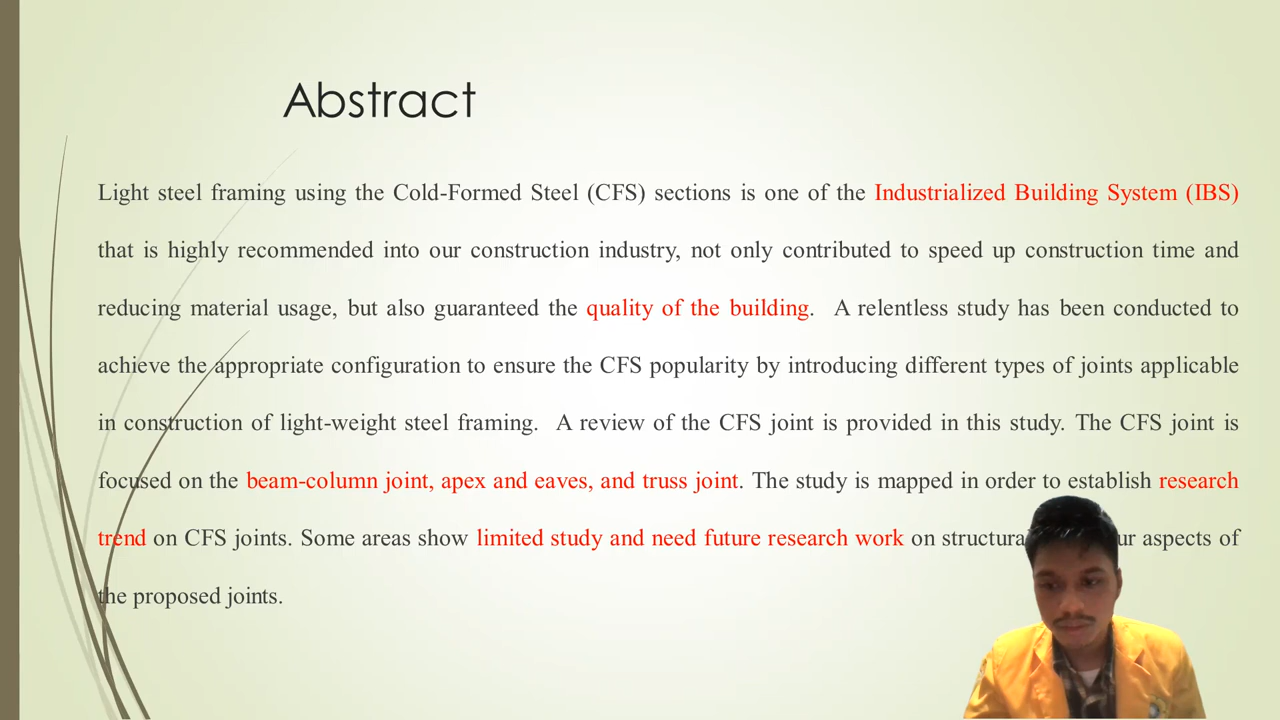 Abstract
Light steel framing using the Cold-Formed Steel (CFS) sections is one of the Industrialized Building System (IBS)
that is highly recommended into our construction industry, not only contributed to speed up construction time and
reducing material usage, but also guaranteed the quality of the building. A relentless study has been conducted to
achieve the appropriate configuration to ensure the CFS popularity by introducing different types of joints applicable
in construction of light-weight steel framing. A review of the CFS joint is provided in this study. The CFS joint is
focused on the beam-column joint, apex and eaves, and truss joint. The study is mapped in order to establish research
trend on CFS joints. Some areas show limited study and need future research work on aspects of
the proposed joints.